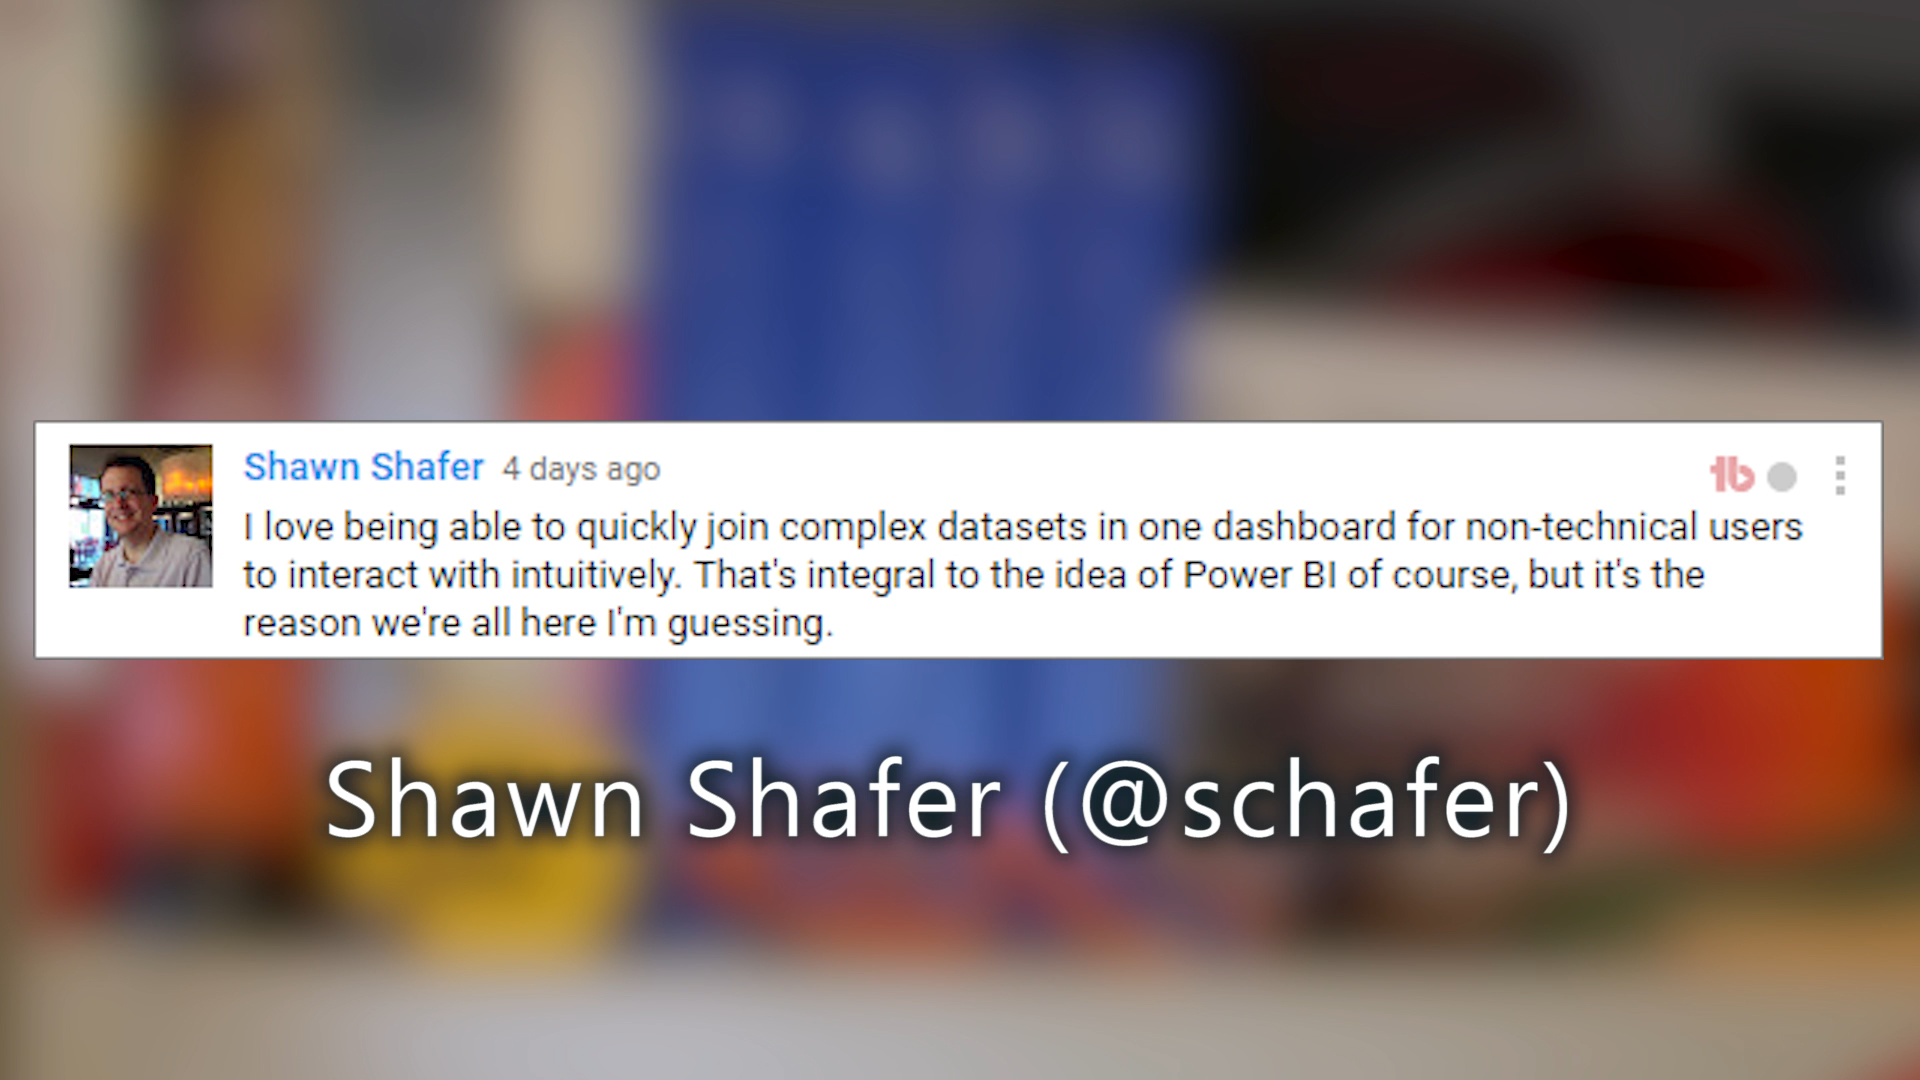 Shawn Shafer 4 days ago
tb
I love being able to quickly join complex datasets in one dashboard for non-technical users
to interact with intuitively. That's integral to the idea of Power BI of course, but it's the
reason we're all here I'm guessing.
Shawn Shafer (@schafer)